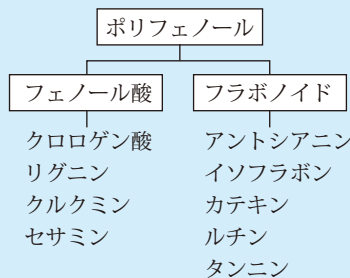 ポリフェノール
フェノール酸
クロロゲン酸
リグニン
クルクミン
セサミン
フラボノイド
アントシアニン
イソフラボン
カテキン
ルチン
タンニン